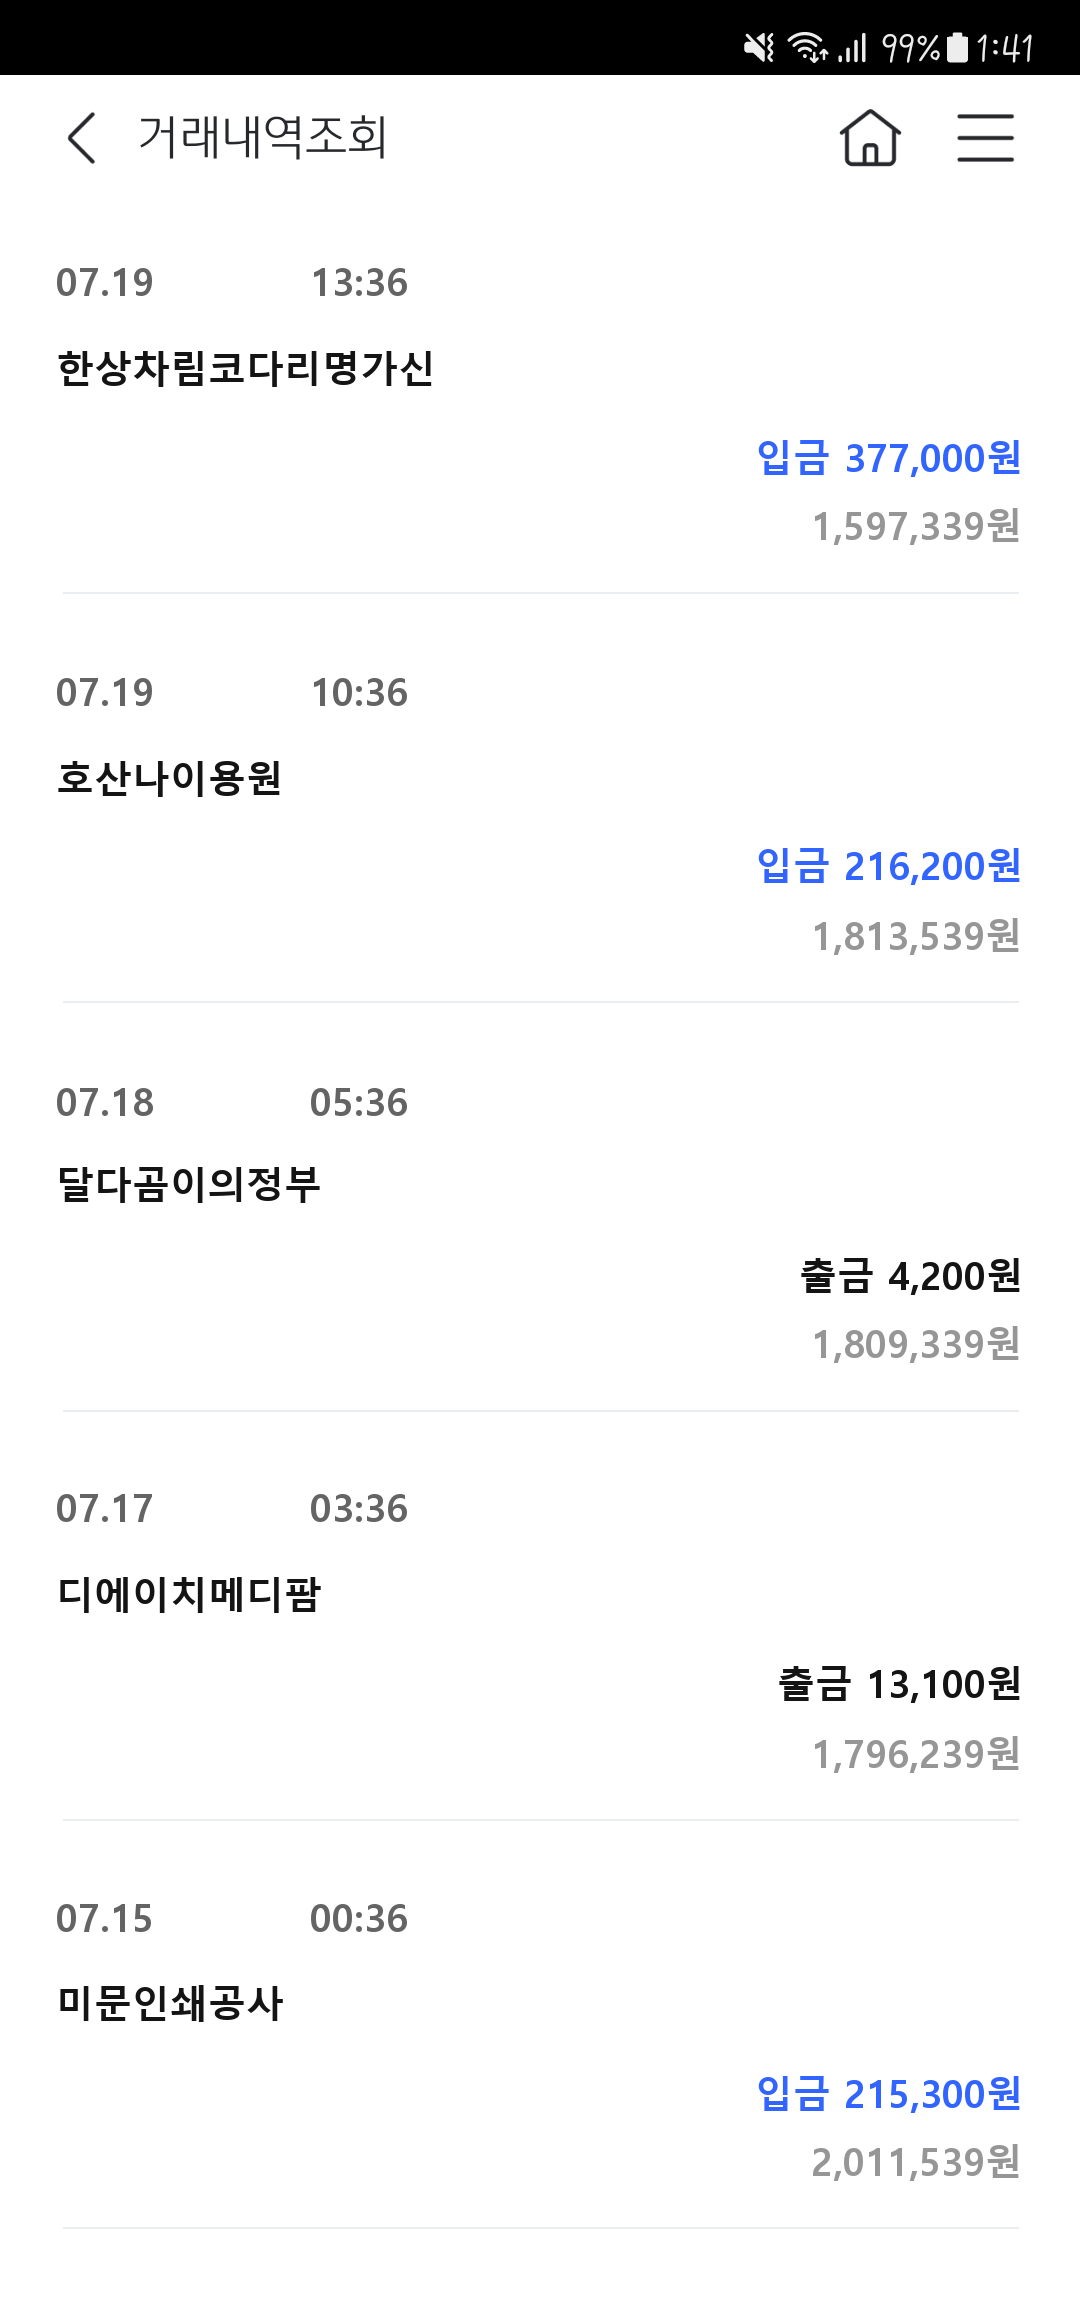 99% 1:41
거래내역조회
07.19 13:36
한상차림코다리명가신
입금 377,000원
1,597,339원
07.19 10:36
호산나이용원
입금 216,200원
1,813,539원
07.18 05:36
달다곰이의정부
출금 4,200원
1,809,339원
07.17 03:36
디에이치메디팜
출금 13,100원
1,796,239원
07.15 00:36
미문인쇄공사
입금 215,300원
2,011,539원